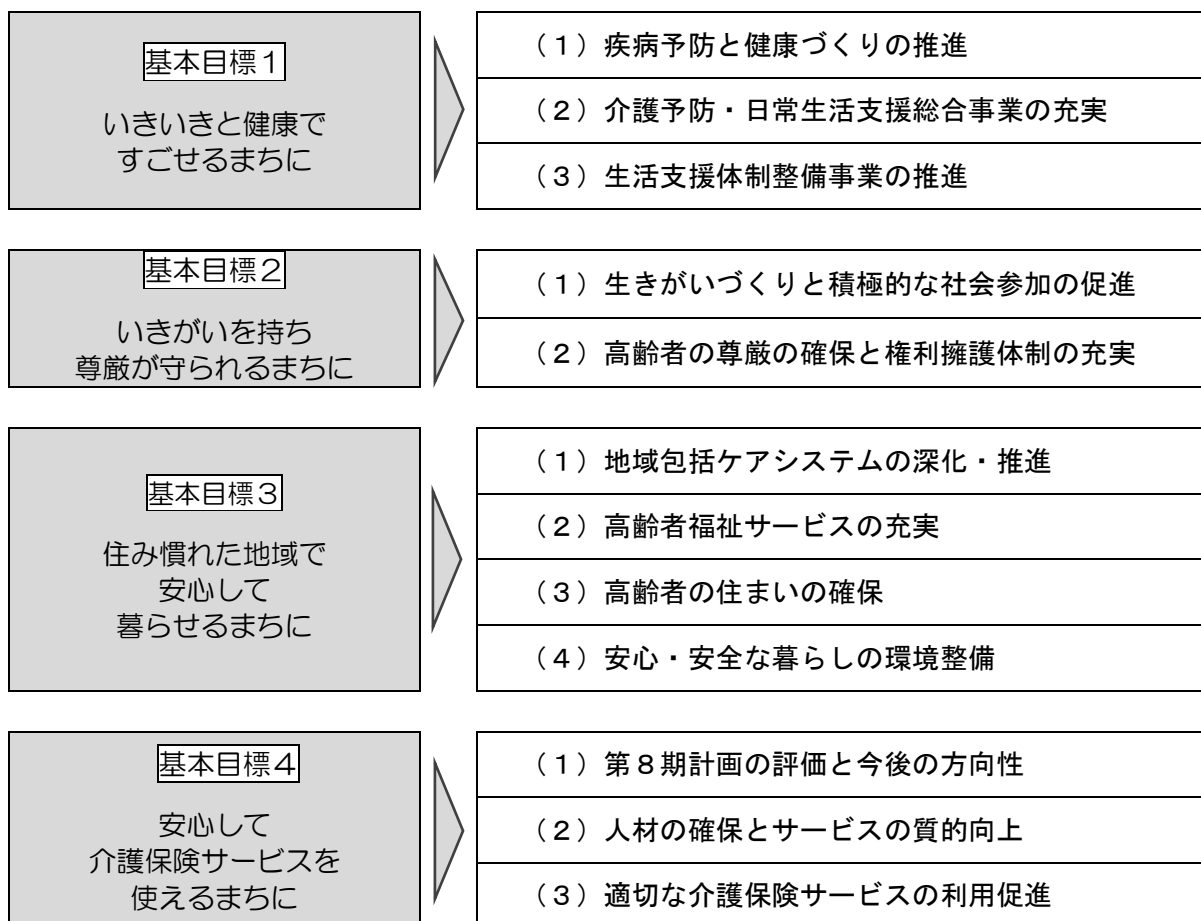 基本目標１
いきいきと健康で
すごせるまちに
（１）疾病予防と健康づくりの推進
（２）介護予防・日常生活支援総合事業の充実
（３）生活支援体制整備事業の推進
基本目標２
いきがいを持ち
尊厳が守られるまちに
（１）生きがいづくりと積極的な社会参加の促進
（２）高齢者の尊厳の確保と権利擁護体制の充実
基本目標３
住み慣れた地域で
安心して
暮らせるまちに
（１）地域包括ケアシステムの深化・推進
（２）高齢者福祉サービスの充実
（３）高齢者の住まいの確保
（４）安心・安全な暮らしの環境整備
基本目標４
安心して
介護保険サービスを
使えるまちに
（１）第８期計画の評価と今後の方向性
（２）人材の確保とサービスの質的向上
（３）適切な介護保険サービスの利用促進